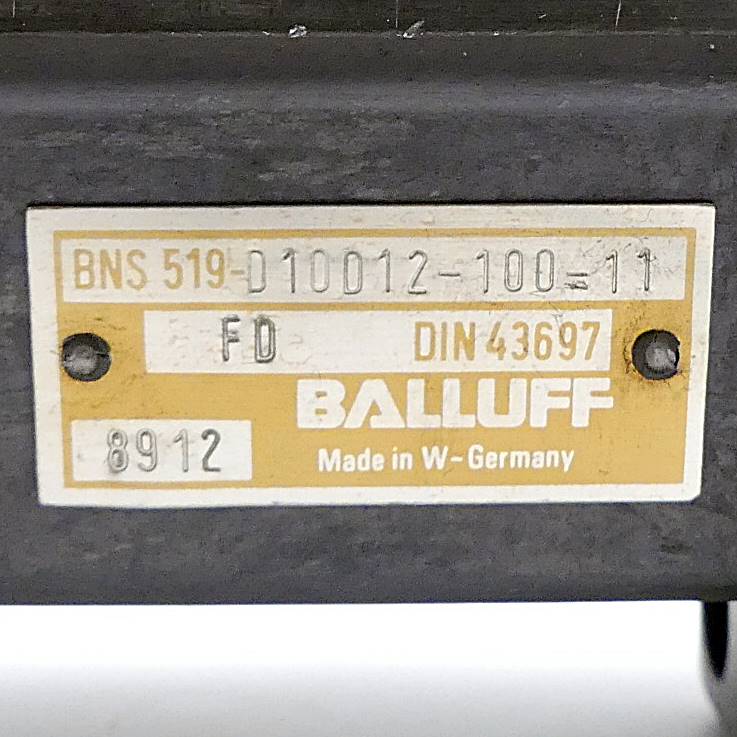 BNS 519-D10D12-100-11
FD DIN 43697
BALLUFF
8912 Made in W-Germany